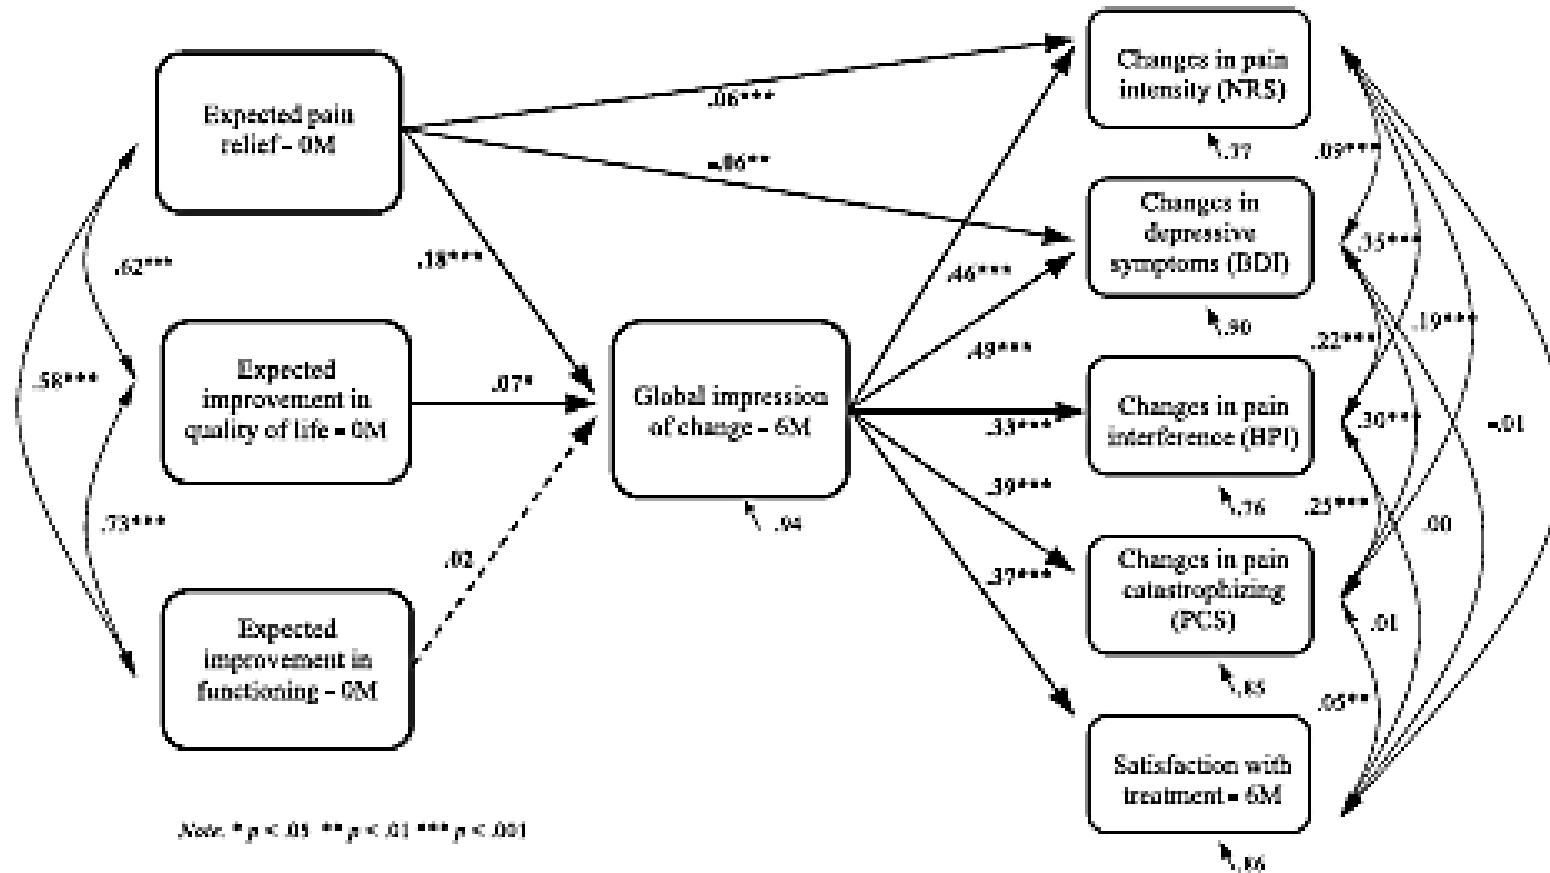 Changes in pain
intensity (NRS)
Expected pain
relief – 0M
.06***
.77
.09***
-.06**
Changes in
depressive
symptoms (BDI)
.18***
.62***
.46***
.35***
.90
.19***
.22***
.49***
Expected
improvement in
quality of life – 0M
.58***
.07*
Global impression
of change – 6M
Changes in pain
interference (BPI)
.33***
.30***
-.01
.39***
.76
.25***
.00
.94
.73***
.02
Changes in pain
catastrophizing
(PCS)
.37***
.01
Expected
improvement in
functioning – 0M
.85
.05**
Satisfaction with
treatment – 6M
Note. * p < .05 ** p < .01 *** p < .001
.86